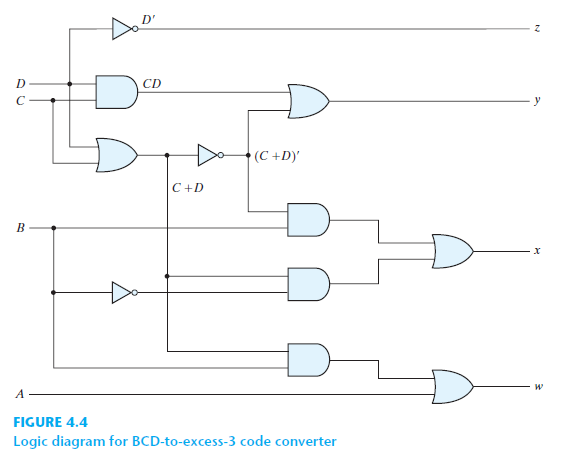 D'
z
D
CD
C
y
(C +D)'
C +D
B
x
A
w
FIGURE 4.4
Logic diagram for BCD-to-excess-3 code converter